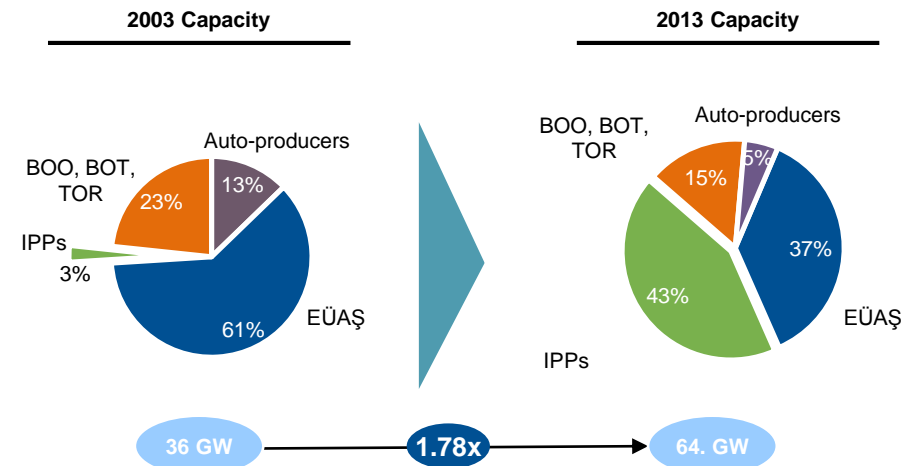 2003 Capacity
2013 Capacity
Auto-producers
BOO, BOT,
TOR
13%
23%
IPPs
3%
61%
EÜAŞ
Auto-producers
BOO, BOT,
TOR
5%
15%
37%
43%
EÜAŞ
IPPs
36 GW
1.78x
64. GW